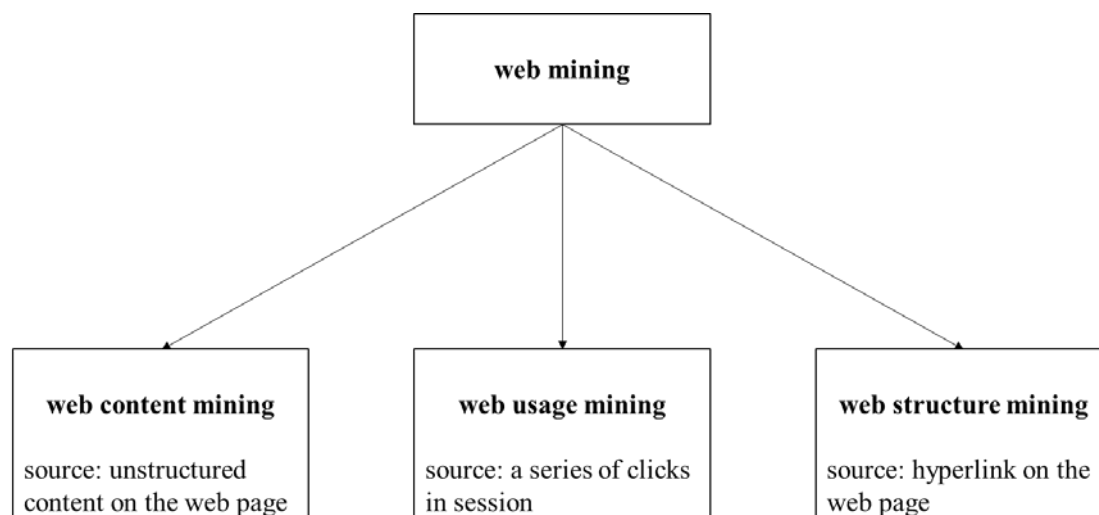 web mining
web content mining
source: unstructured
content on the web page
web usage mining
source: a series of clicks
in session
web structure mining
source: hyperlink on the
web page